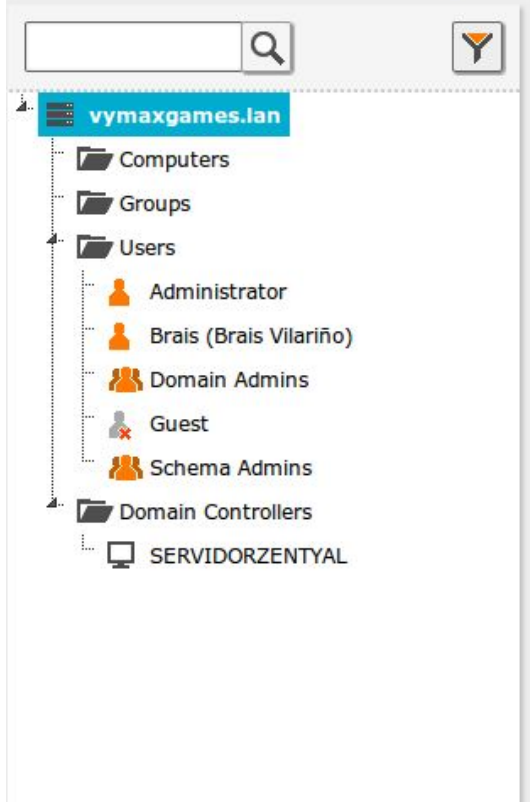 vymaxgames.lan
Computers
Groups
Users
Administrator
Brais (Brais Vilariño)
Domain Admins
Guest
Schema Admins
Domain Controllers
SERVIDORZENTYAL